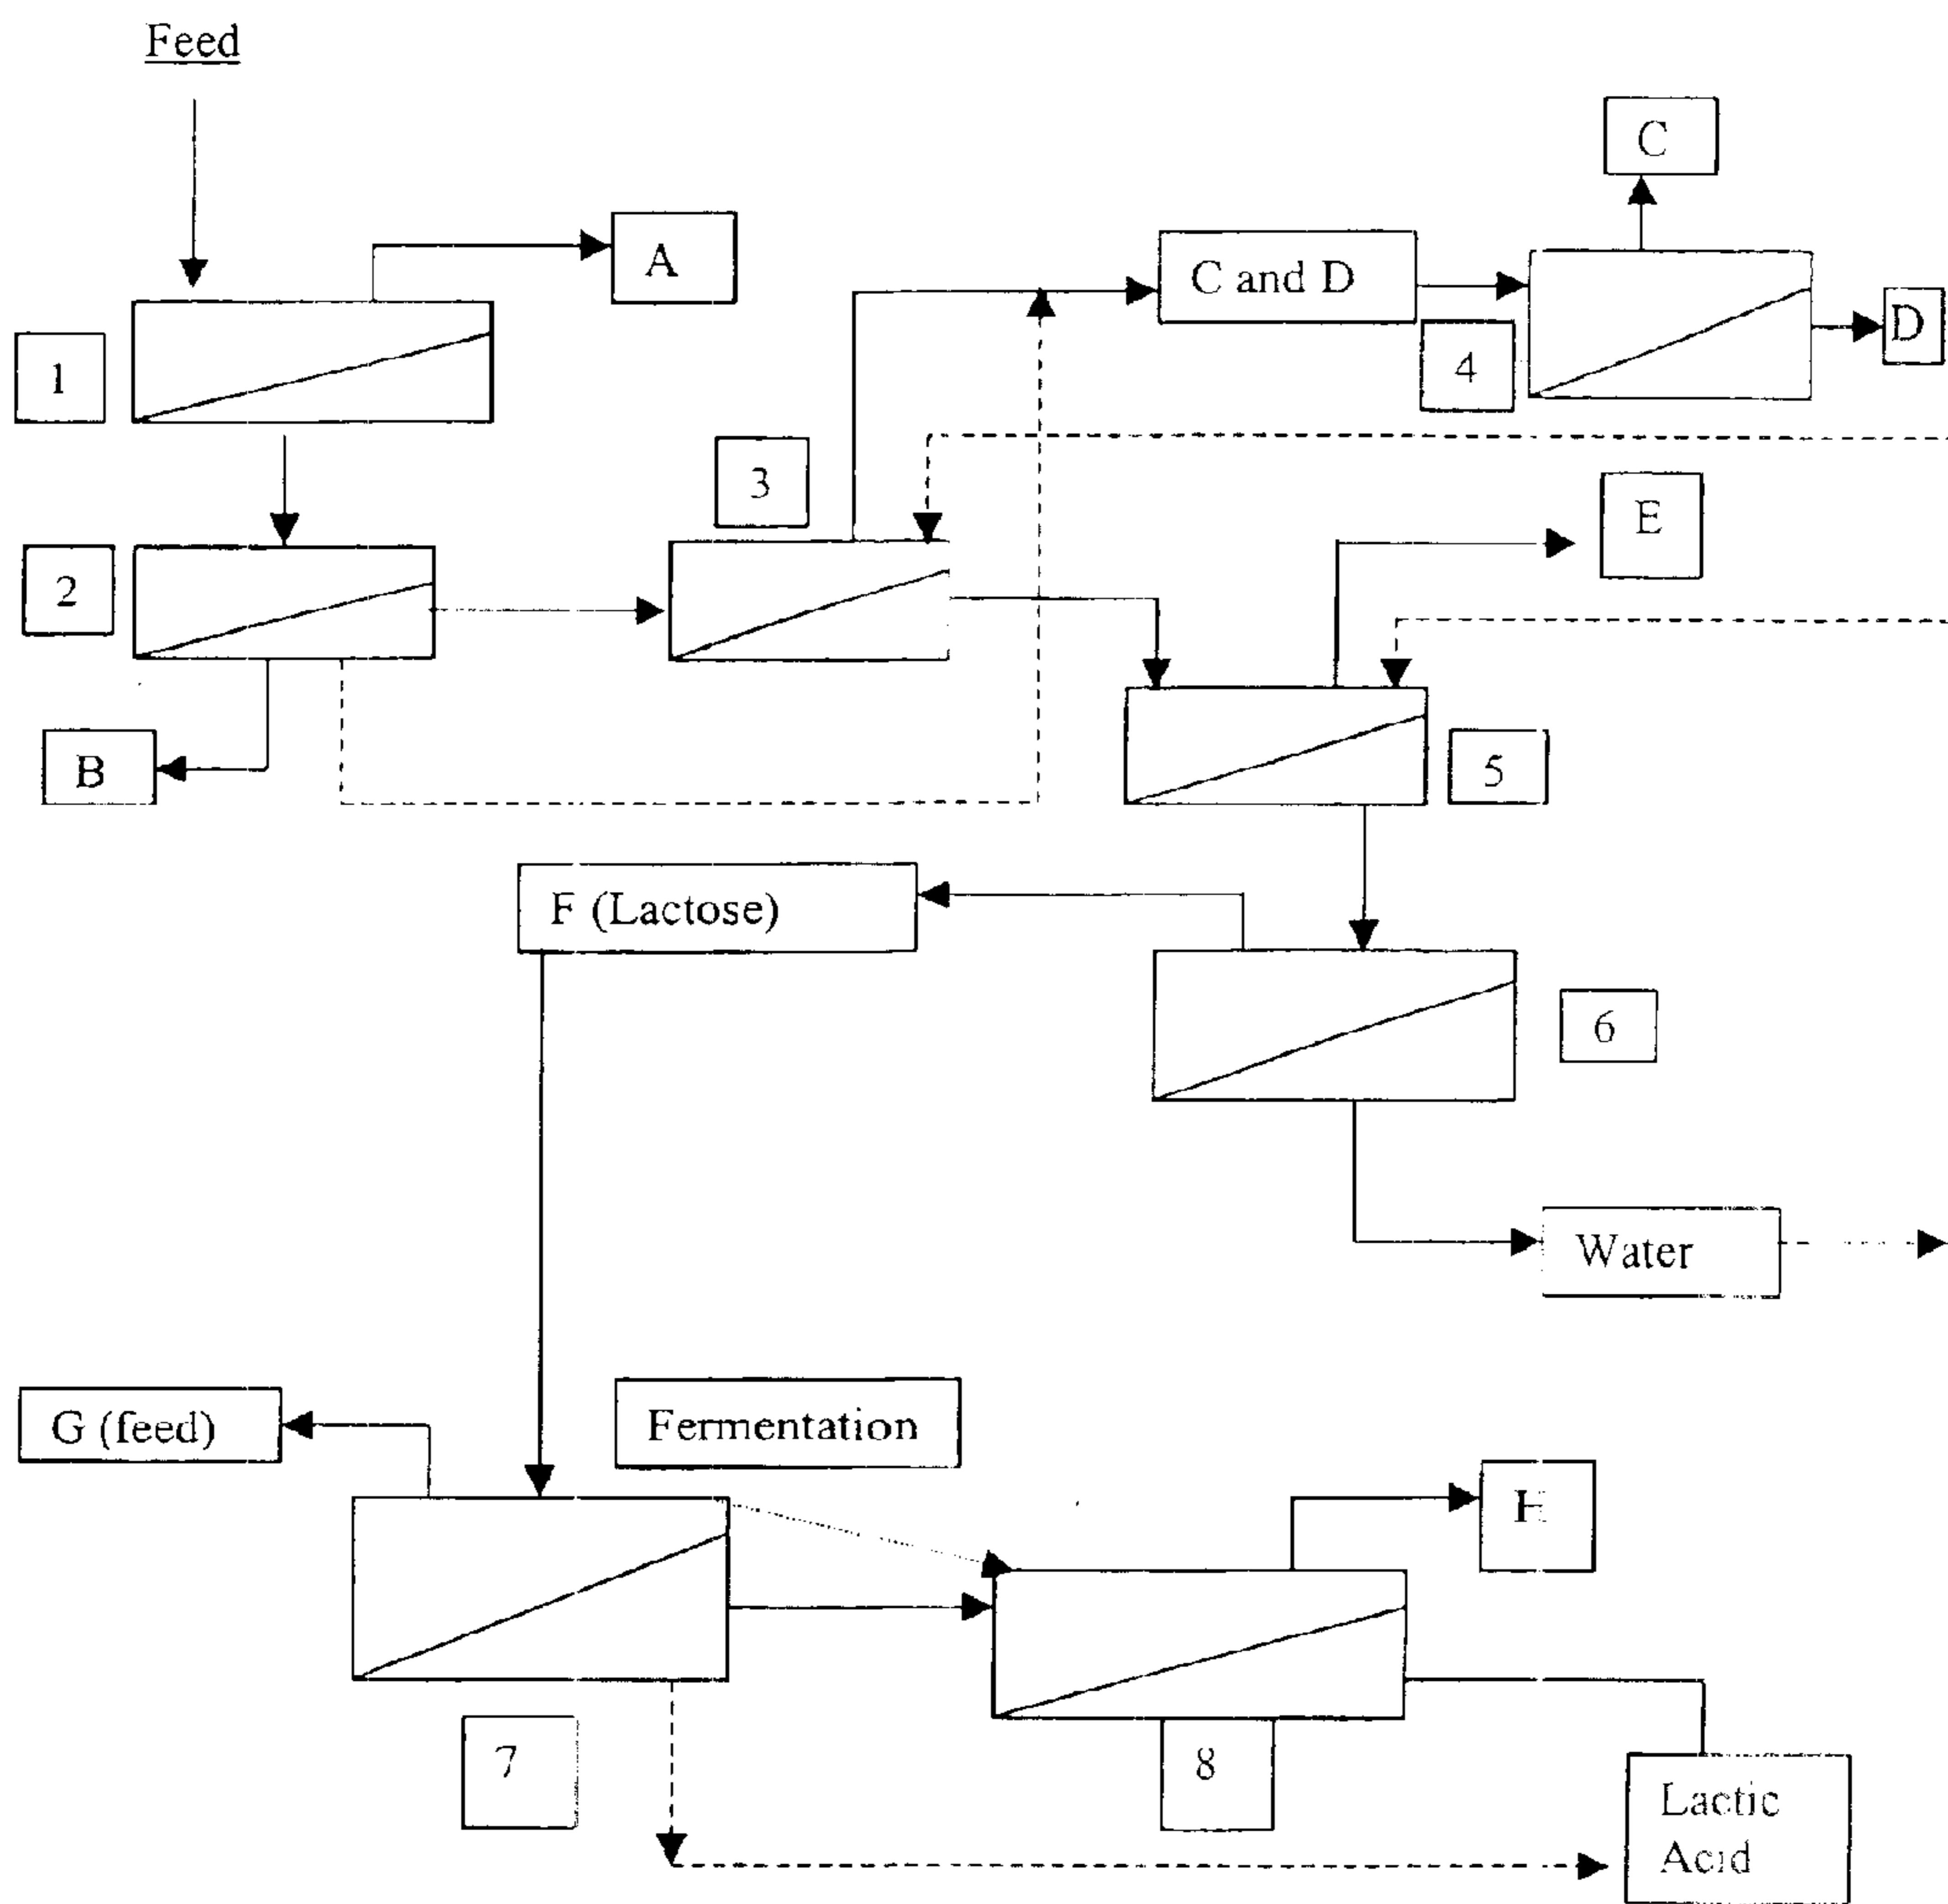 Feed
C
A
C and D
D
1
4
3
E
2
B
5
F (Lactose)
6
Water
G (feed)
Fermentation
H
7
8
Lactic
Acid